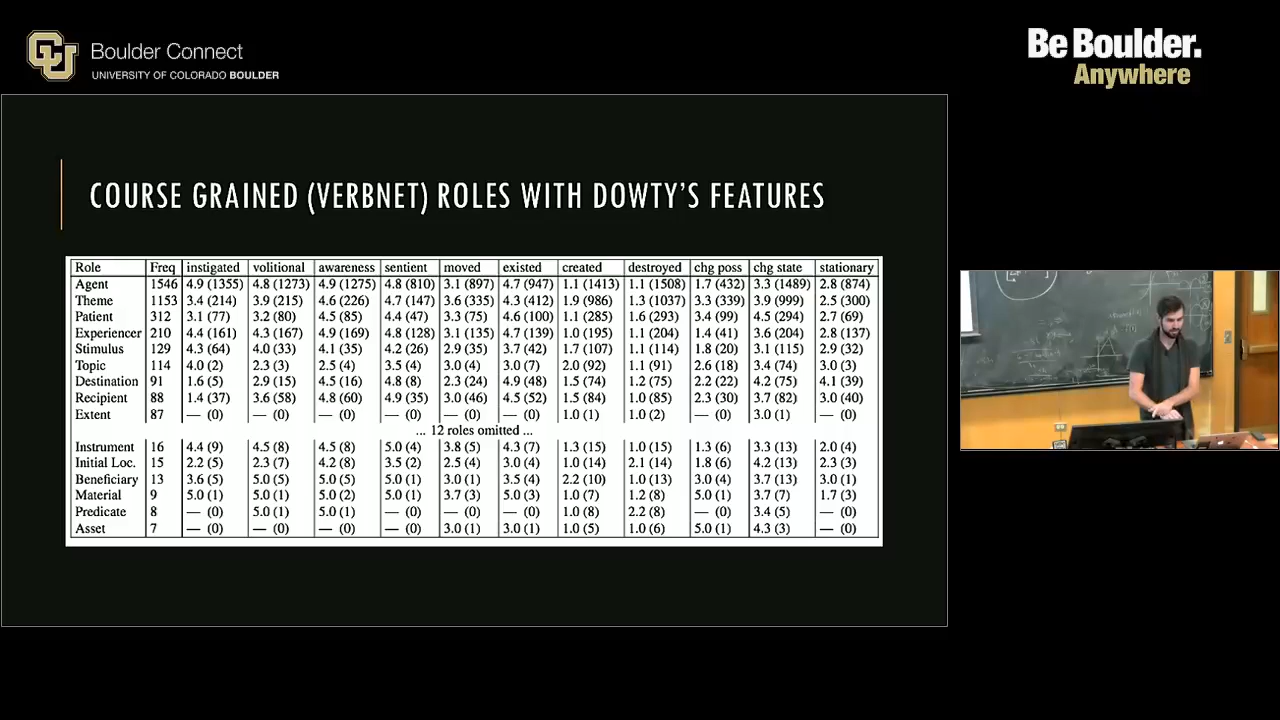 Boulder Connect
UNIVERSITY OF COLORADO BOULDER
Be Boulder.
Anywhere
COURSE GRAINED (VERBNET) ROLES WITH DOWTY'S FEATURES
Role Freq instigated volitional awareness sentient moved existed created destroyed chg poss chg state stationary
Agent 1546 4.9 (1355) 4.8 (1273) 4.9 (1275) 4.8 (810) 3.1 (897) 4.7 (947) 1.1 (1413) 1.1 (1508) 1.7 (432) 3.3 (1489) 2.8 (874)
Theme 1153 3.4 (214) 3.9 (215) 4.6 (226) 4.7 (147) 3.6 (335) 4.3 (412) 1.9 (986) 1.3 (1037) 3.3 (339) 3.9 (999) 2.5 (300)
Patient 312 3.1 (77) 3.2 (80) 4.5 (85) 4.4 (47) 3.3 (75) 4.6 (100) 1.1 (285) 1.6 (293) 3.4 (99) 4.5 (294) 2.7 (69)
Experiencer 210 4.4 (161) 4.3 (167) 4.9 (169) 4.8 (128) 3.1 (135) 4.7 (139) 1.0 (195) 1.1 (204) 1.4 (41) 3.6 (204) 2.8 (137)
Stimulus 129 4.3 (64) 4.0 (33) 4.1 (35) 4.2 (26) 2.9 (35) 3.7 (42) 1.7 (107) 1.1 (114) 1.8 (20) 3.1 (115) 2.9 (32)
Topic 114 4.0 (2) 2.3 (3) 2.5 (4) 3.5 (4) 3.0 (4) 3.0 (7) 2.0 (92) 1.1 (91) 2.6 (18) 3.4 (74) 3.0 (3)
Destination 91 1.6 (5) 2.9 (15) 4.5 (16) 4.8 (8) 2.3 (24) 4.9 (48) 1.5 (74) 1.2 (75) 2.2 (22) 4.2 (75) 4.1 (39)
Recipient 88 1.4 (37) 3.6 (58) 4.8 (60) 4.9 (35) 3.0 (46) 4.5 (52) 1.5 (84) 1.0 (85) 2.3 (30) 3.7 (82) 3.0 (40)
Extent 87 — (0) — (0) — (0) — (0) — (0) — (0) 1.0 (1) 1.0 (2) — (0) 3.0 (1) — (0)
... 12 roles omitted ...
Instrument 16 4.4 (9) 4.5 (8) 4.5 (8) 5.0 (4) 3.8 (5) 4.3 (7) 1.3 (15) 1.0 (15) 1.3 (6) 3.3 (13) 2.0 (4)
Initial Loc. 15 2.2 (5) 2.3 (7) 4.2 (8) 3.5 (2) 2.5 (4) 3.0 (4) 1.0 (14) 2.1 (14) 1.8 (6) 4.2 (13) 2.3 (3)
Beneficiary 13 3.6 (5) 5.0 (5) 5.0 (5) 5.0 (1) 3.0 (1) 3.5 (4) 2.2 (10) 1.0 (13) 3.0 (4) 3.7 (13) 3.0 (1)
Material 9 5.0 (1) 5.0 (1) 5.0 (2) 5.0 (1) 3.7 (3) 5.0 (3) 1.0 (7) 1.2 (8) 5.0 (1) 3.7 (7) 1.7 (3)
Predicate 8 — (0) 5.0 (1) 5.0 (1) — (0) — (0) — (0) 1.0 (8) 2.2 (8) — (0) 3.4 (5) — (0)
Asset 7 — (0) — (0) — (0) — (0) 3.0 (1) 3.0 (1) 1.0 (5) 1.0 (6) 5.0 (1) 4.3 (3) — (0)